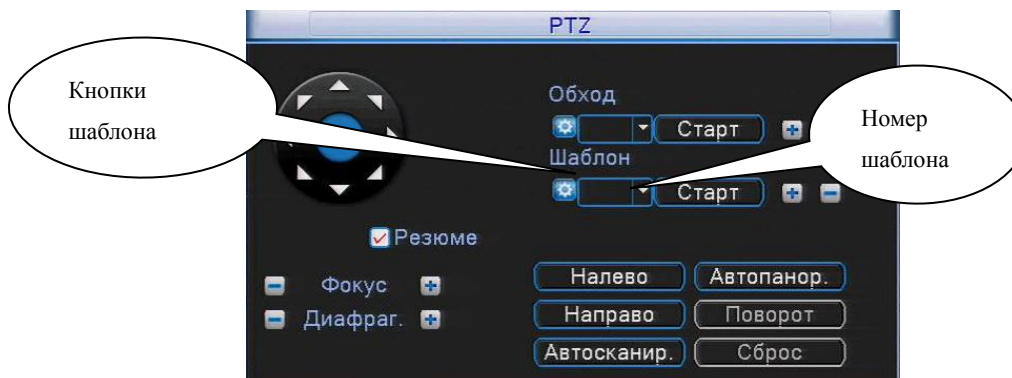 PTZ
Кнопки
шаблона
Обход
Старт
Номер
шаблона
Шаблон
Старт
Резюме
Фокус
Диафраг.
Налево
Автопанор.
Направо
Поворот
Автосканир.
Сброс